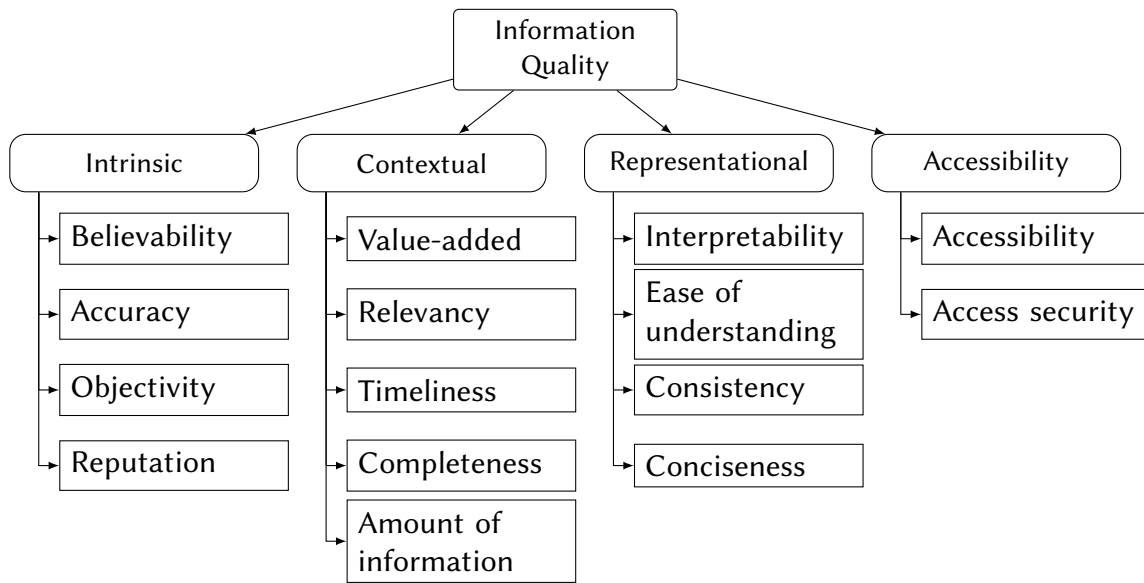 Information
Quality
Intrinsic
Contextual
Representational
Accessibility
Believability
Accuracy
Objectivity
Reputation
Value-added
Relevancy
Timeliness
Completeness
Amount of
information
Interpretability
Ease of
understanding
Consistency
Conciseness
Accessibility
Access security